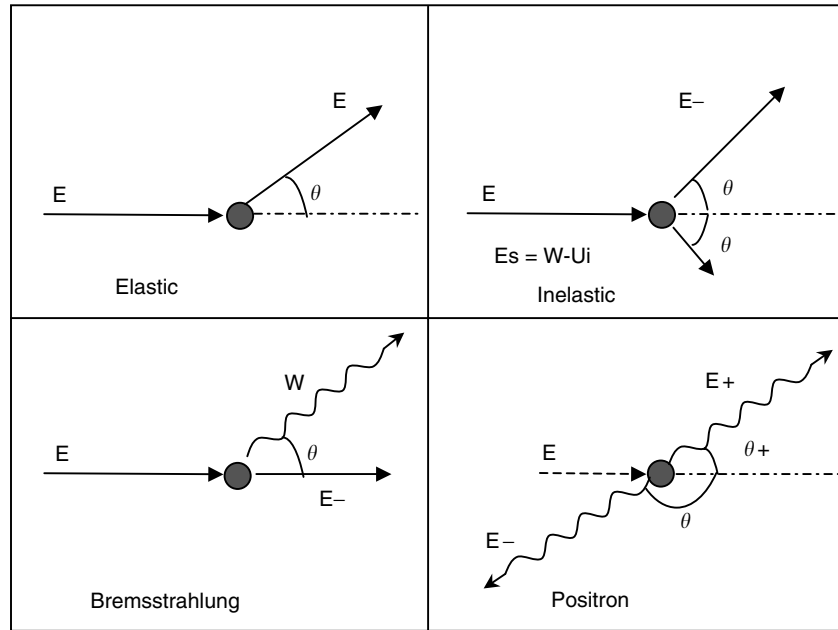 E
E
θ
Elastic
E–
E
θ
θ
Es = W-Ui
Inelastic
W
E
θ
E–
Bremsstrahlung
E+
E
θ+
θ
E–
Positron